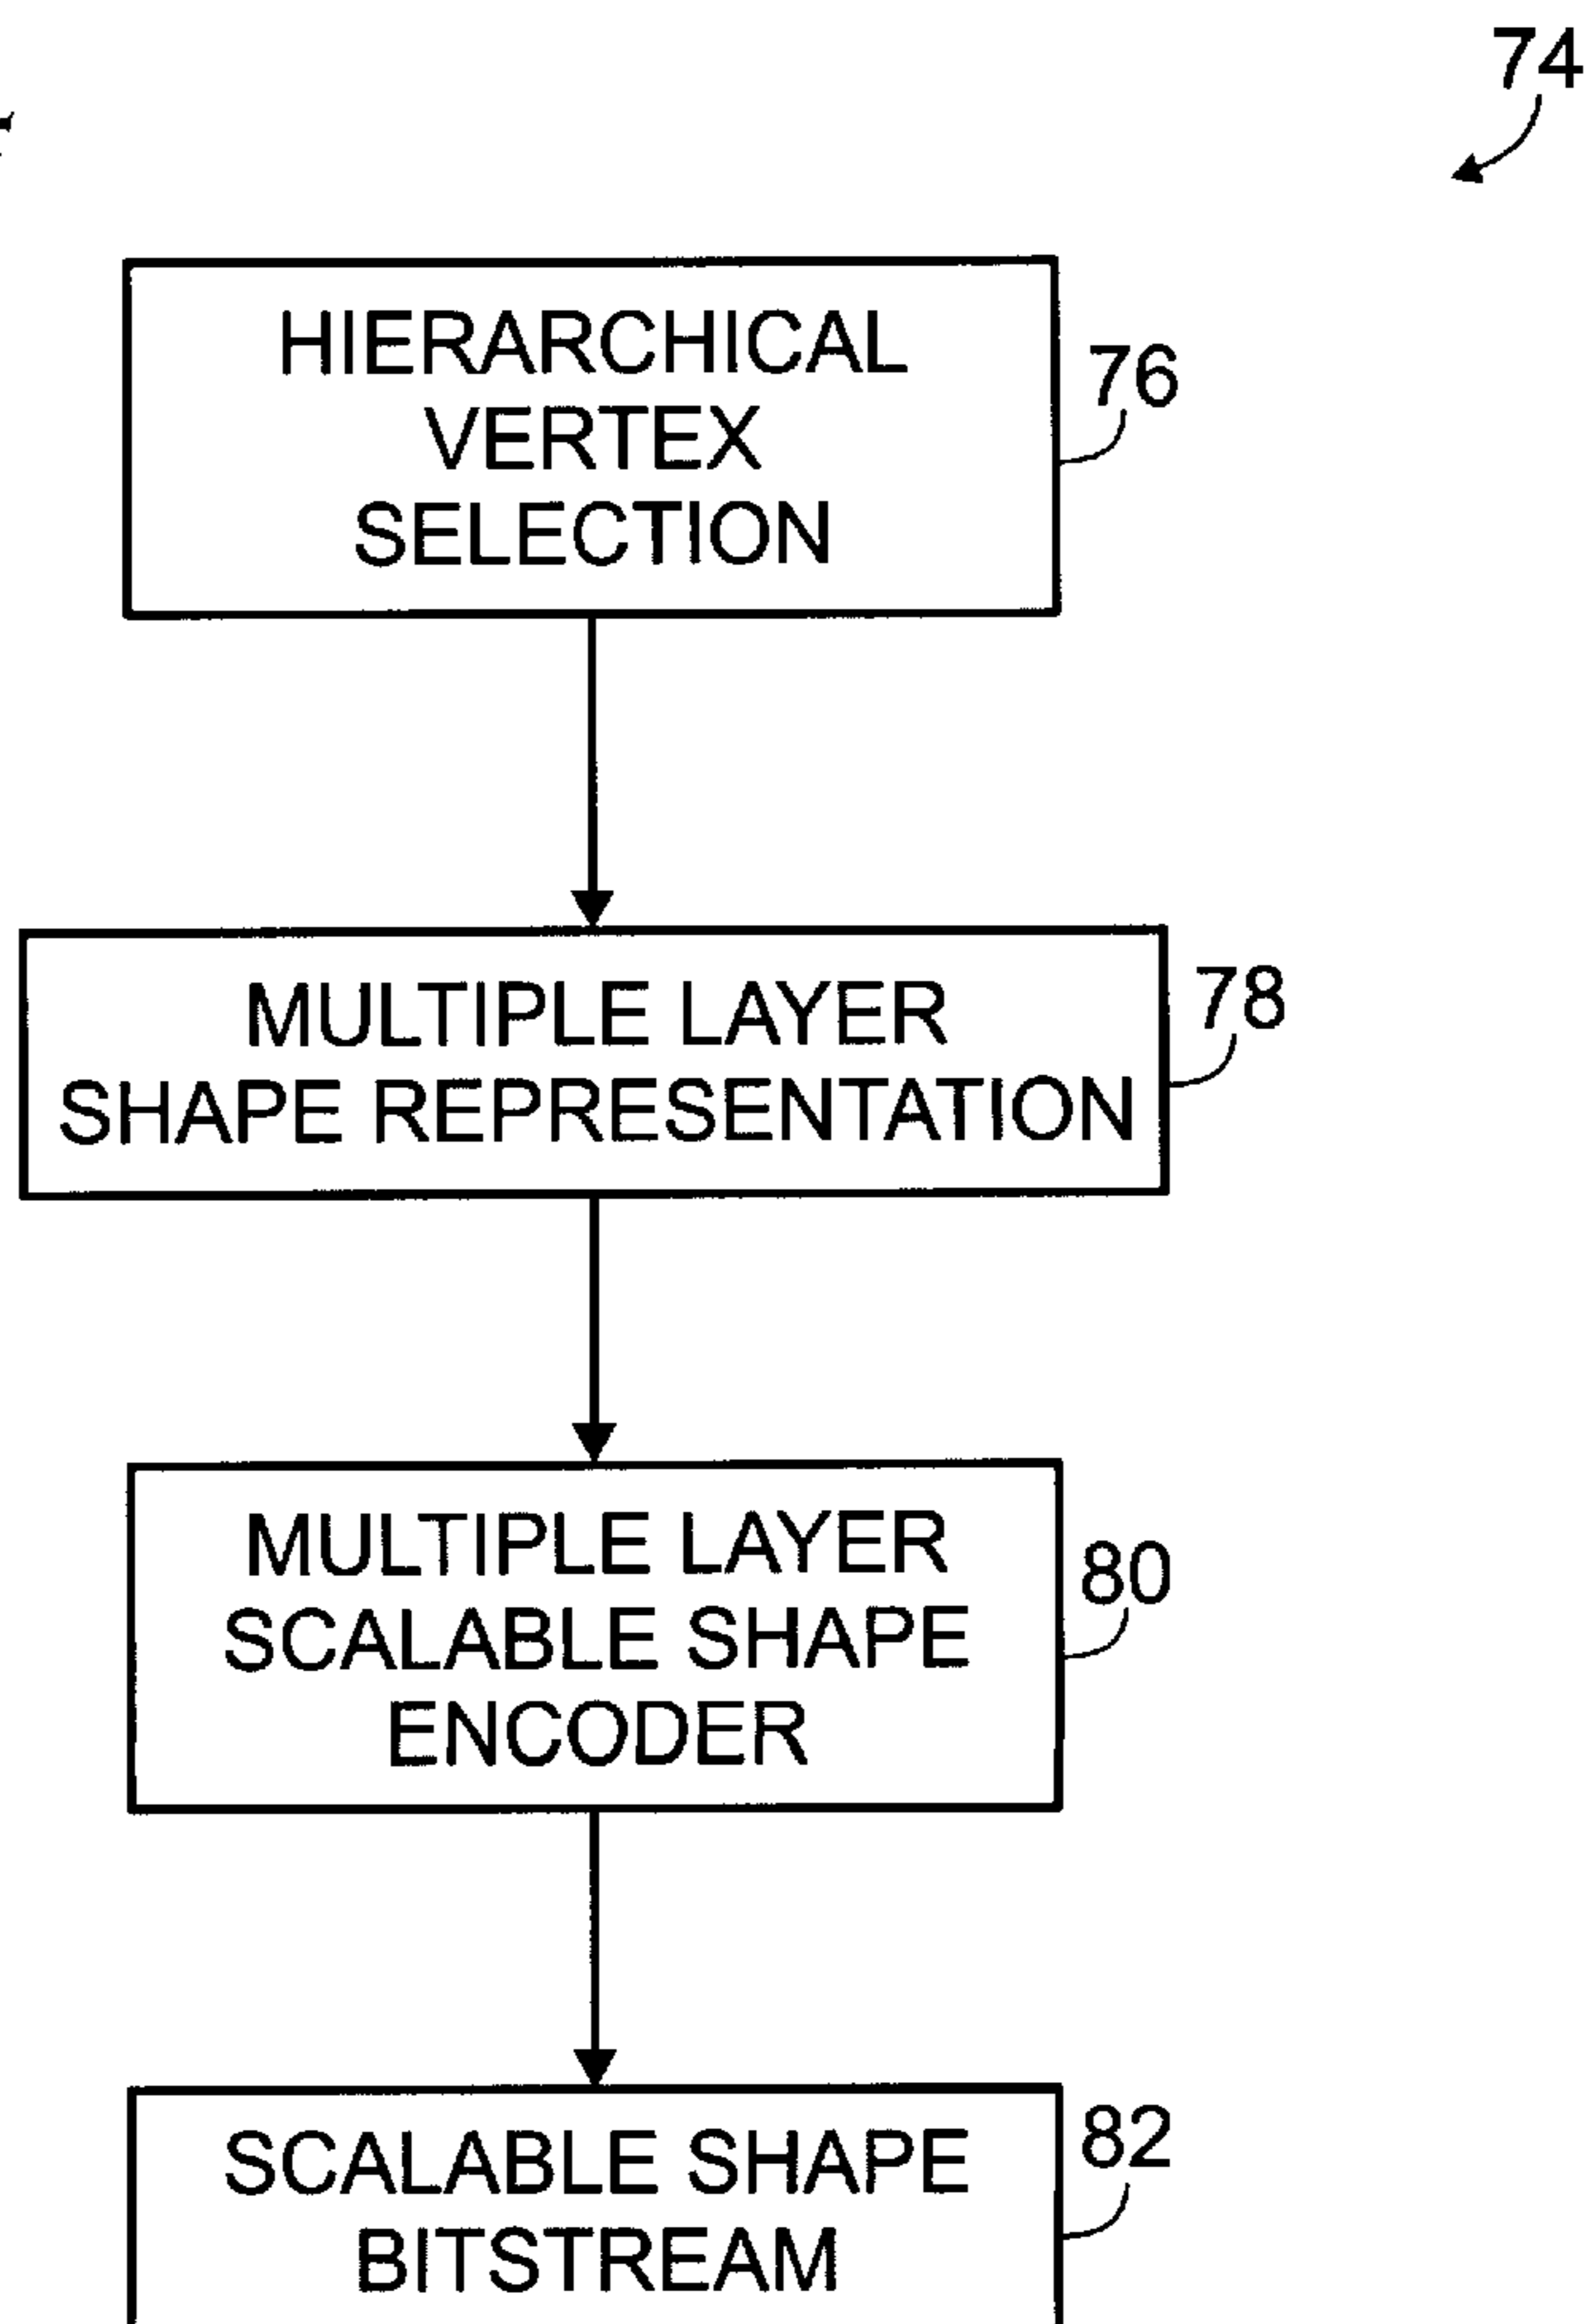 74
HIERARCHICAL
VERTEX
SELECTION
76
MULTIPLE LAYER
SHAPE REPRESENTATION
78
MULTIPLE LAYER
SCALABLE SHAPE
ENCODER
80
SCALABLE SHAPE
BITSTREAM
82